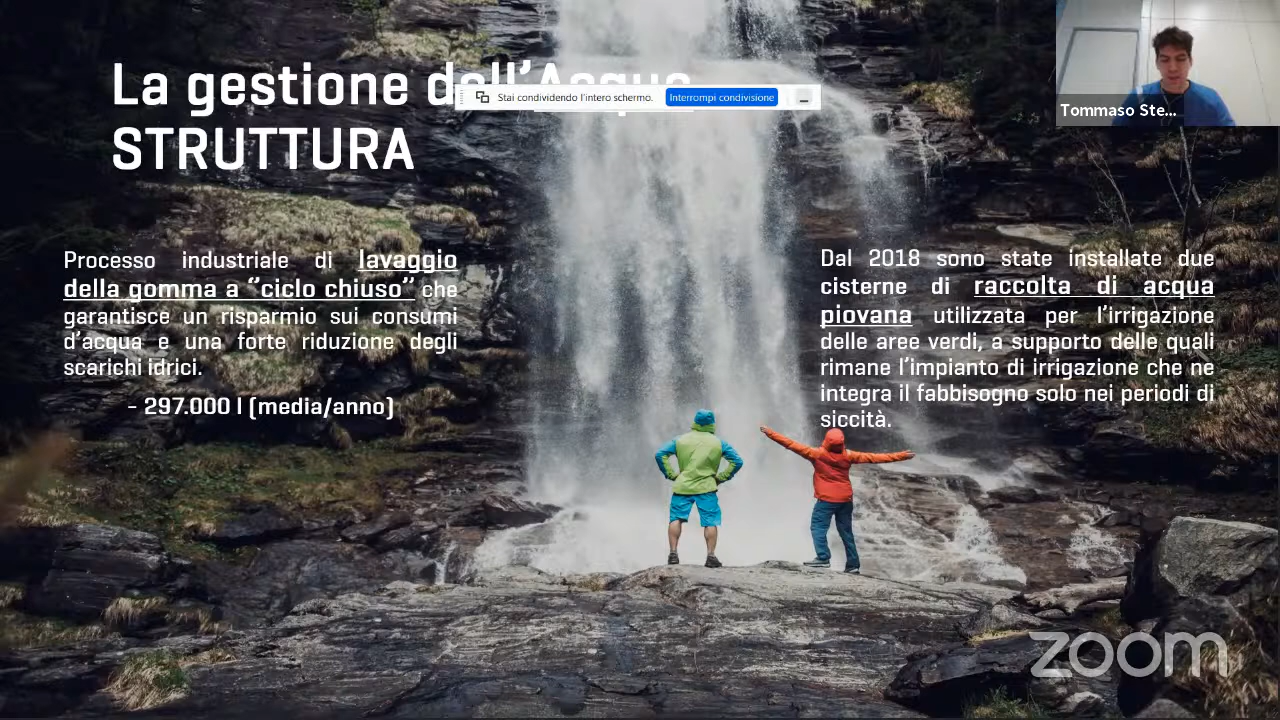 La gestione dell'Acqua
STRUTTURA
Stai condividendo l'intero schermo.
Interrompi condivisione
Tommaso Ste...
Processo industriale di lavaggio
della gomma a “ciclo chiuso” che
garantisce un risparmio sui consumi
d'acqua e una forte riduzione degli
scarichi idrici.
- 297.000 l (media/anno)
Dal 2018 sono state installate due
cisterne di raccolta di acqua
piovana utilizzata per l'irrigazione
delle aree verdi, a supporto delle quali
rimane l'impianto di irrigazione che ne
integra il fabbisogno solo nei periodi di
siccità.
zoom